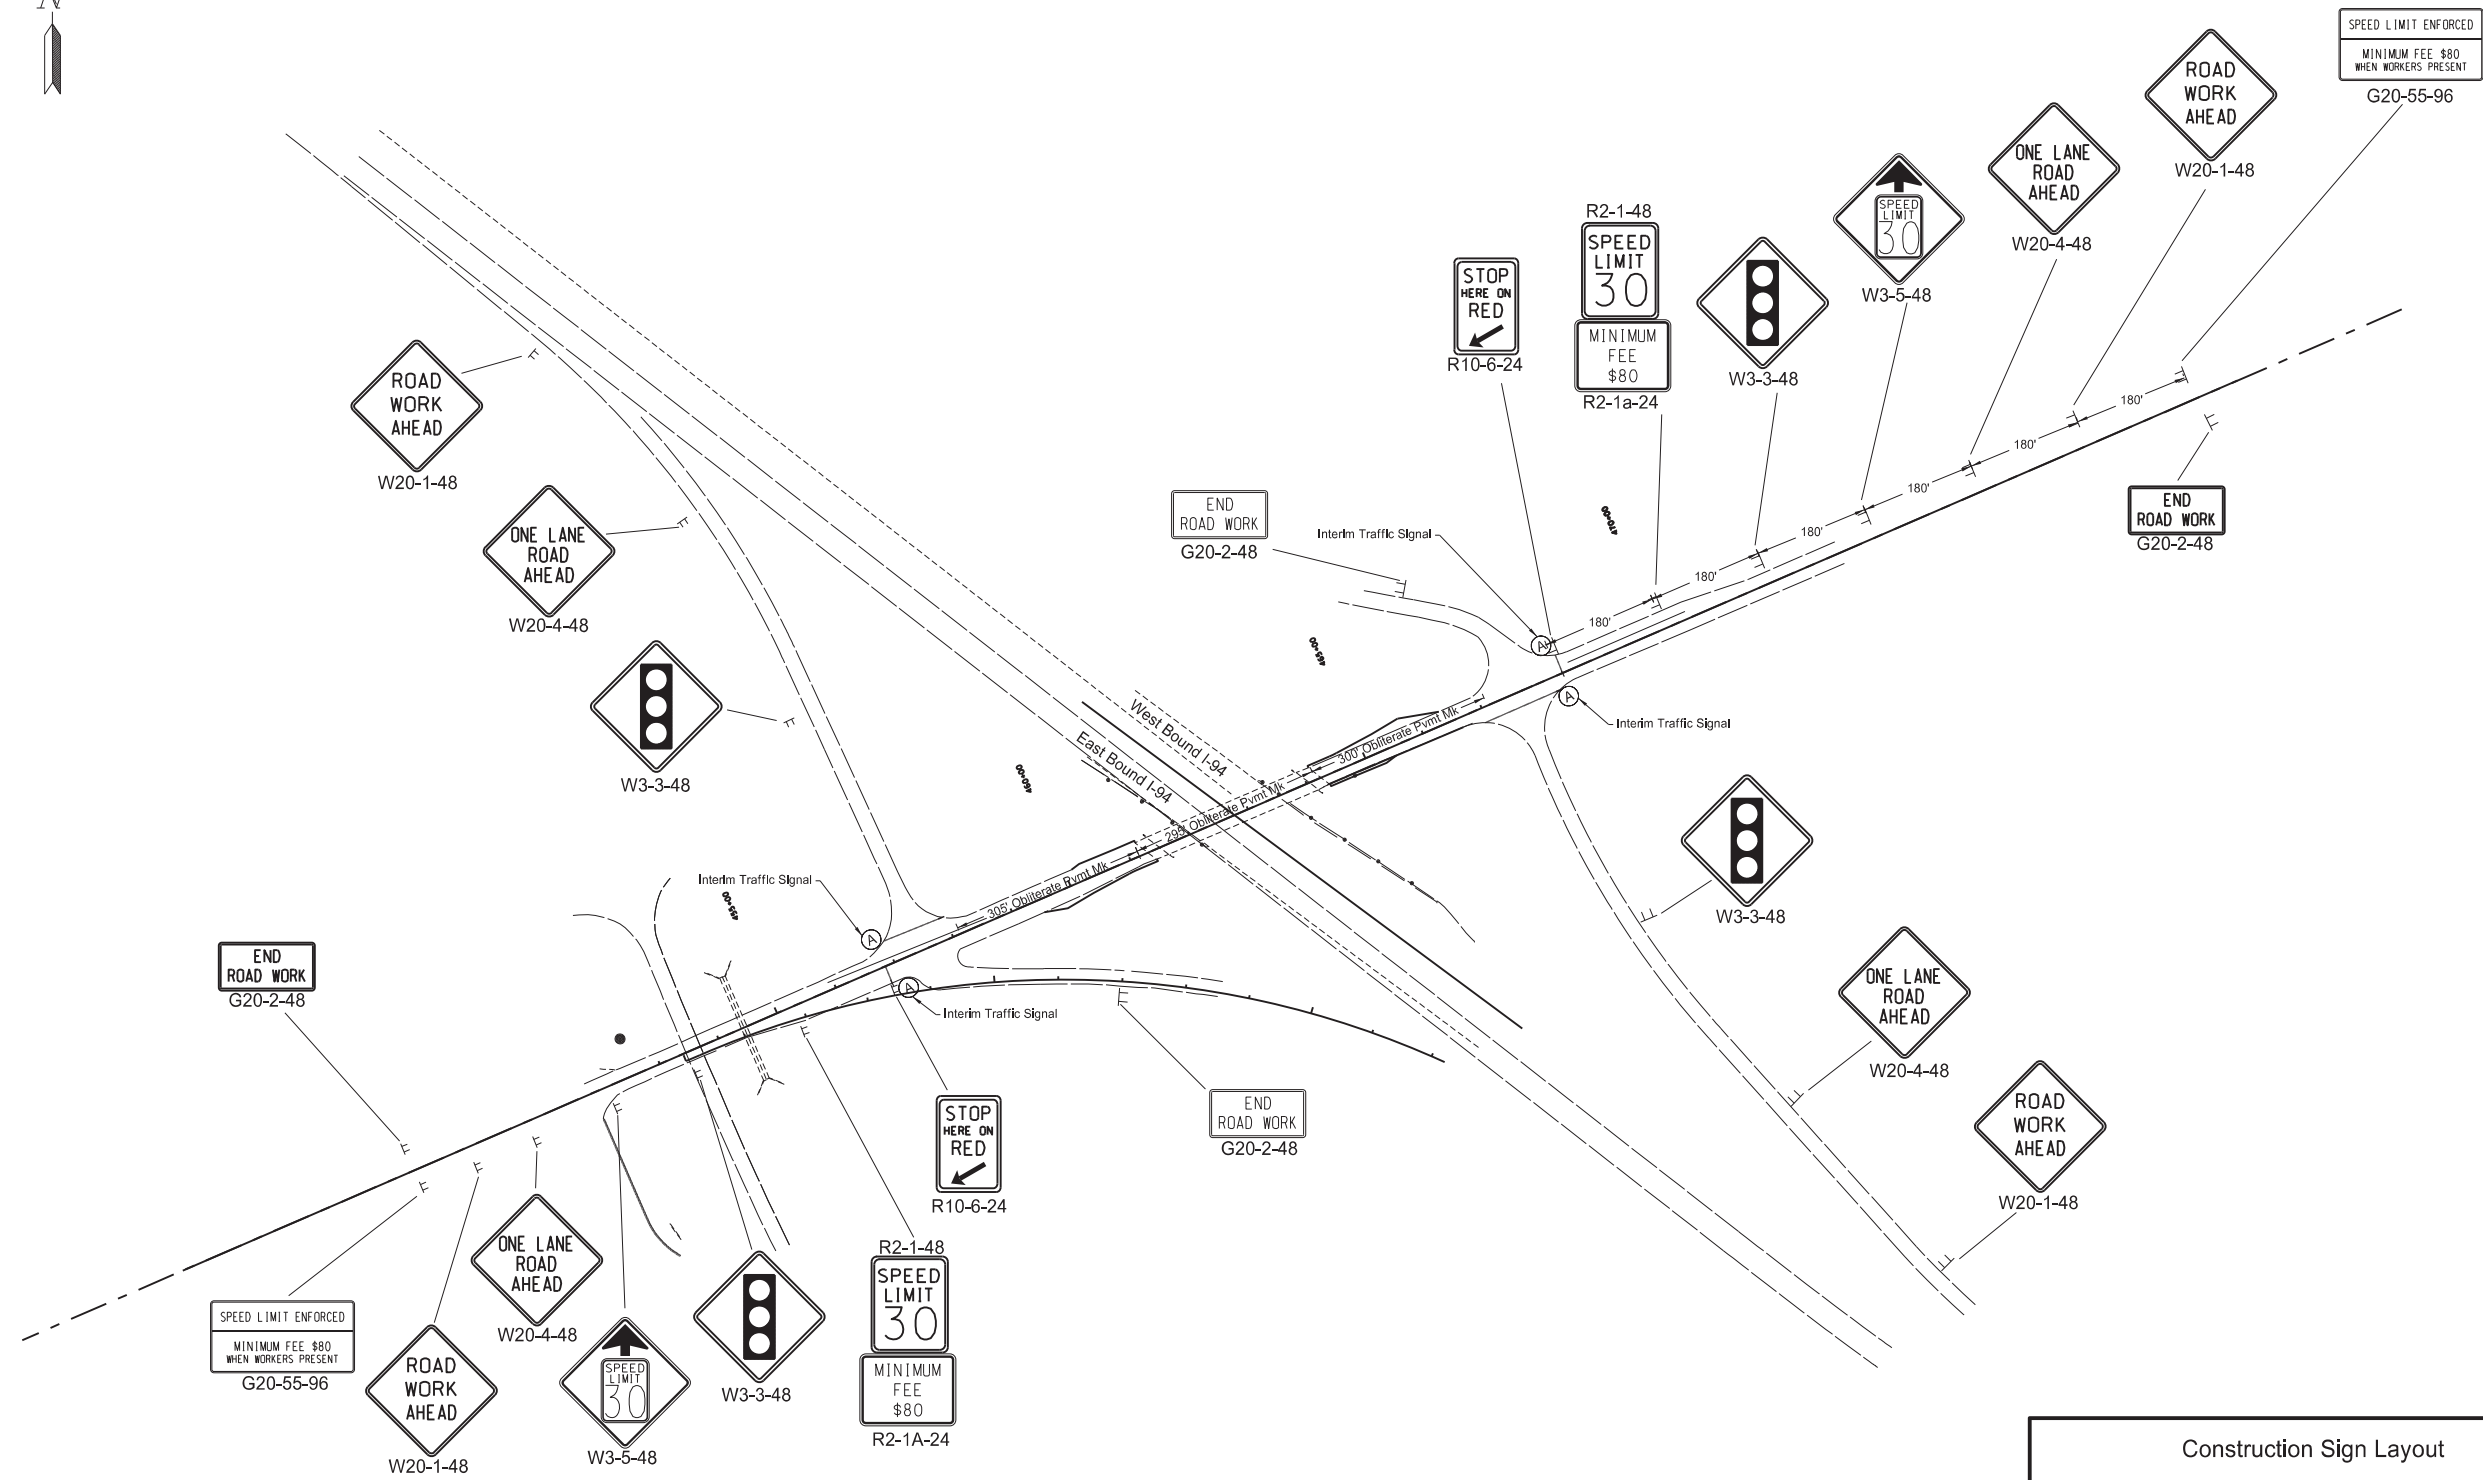 N
SPEED LIMIT ENFORCED
MINIMUM FEE $80
WHEN WORKERS PRESENT
G20-55-96
ROAD
WORK
AHEAD
W20-1-48
ONE LANE
ROAD
AHEAD
W20-4-48
SPEED
LIMIT
30
W3-5-48
W3-3-48
R2-1-48
SPEED
LIMIT
30
MINIMUM
FEE
$80
R2-1a-24
STOP
HERE ON
RED
R10-6-24
180'
180'
180'
180'
180'
180'
END
ROAD WORK
G20-2-48
END
ROAD WORK
G20-2-48
Interim Traffic Signal
470+00
465+00
460+00
455+00
ROAD
WORK
AHEAD
W20-1-48
ONE LANE
ROAD
AHEAD
W20-4-48
W3-3-48
West Bound I-94
East Bound I-94
300' Obliterate Pvmt Mk
295' Obliterate Pvmt Mk
305' Obliterate Pvmt Mk
A
A
Interim Traffic Signal
Interim Traffic Signal
A
A
Interim Traffic Signal
W3-3-48
ONE LANE
ROAD
AHEAD
W20-4-48
ROAD
WORK
AHEAD
W20-1-48
END
ROAD WORK
G20-2-48
END
ROAD WORK
G20-2-48
STOP
HERE ON
RED
R10-6-24
SPEED LIMIT ENFORCED
MINIMUM FEE $80
WHEN WORKERS PRESENT
G20-55-96
ROAD
WORK
AHEAD
W20-1-48
ONE LANE
ROAD
AHEAD
W20-4-48
SPEED
LIMIT
30
W3-5-48
W3-3-48
R2-1-48
SPEED
LIMIT
30
MINIMUM
FEE
$80
R2-1A-24
Construction Sign Layout